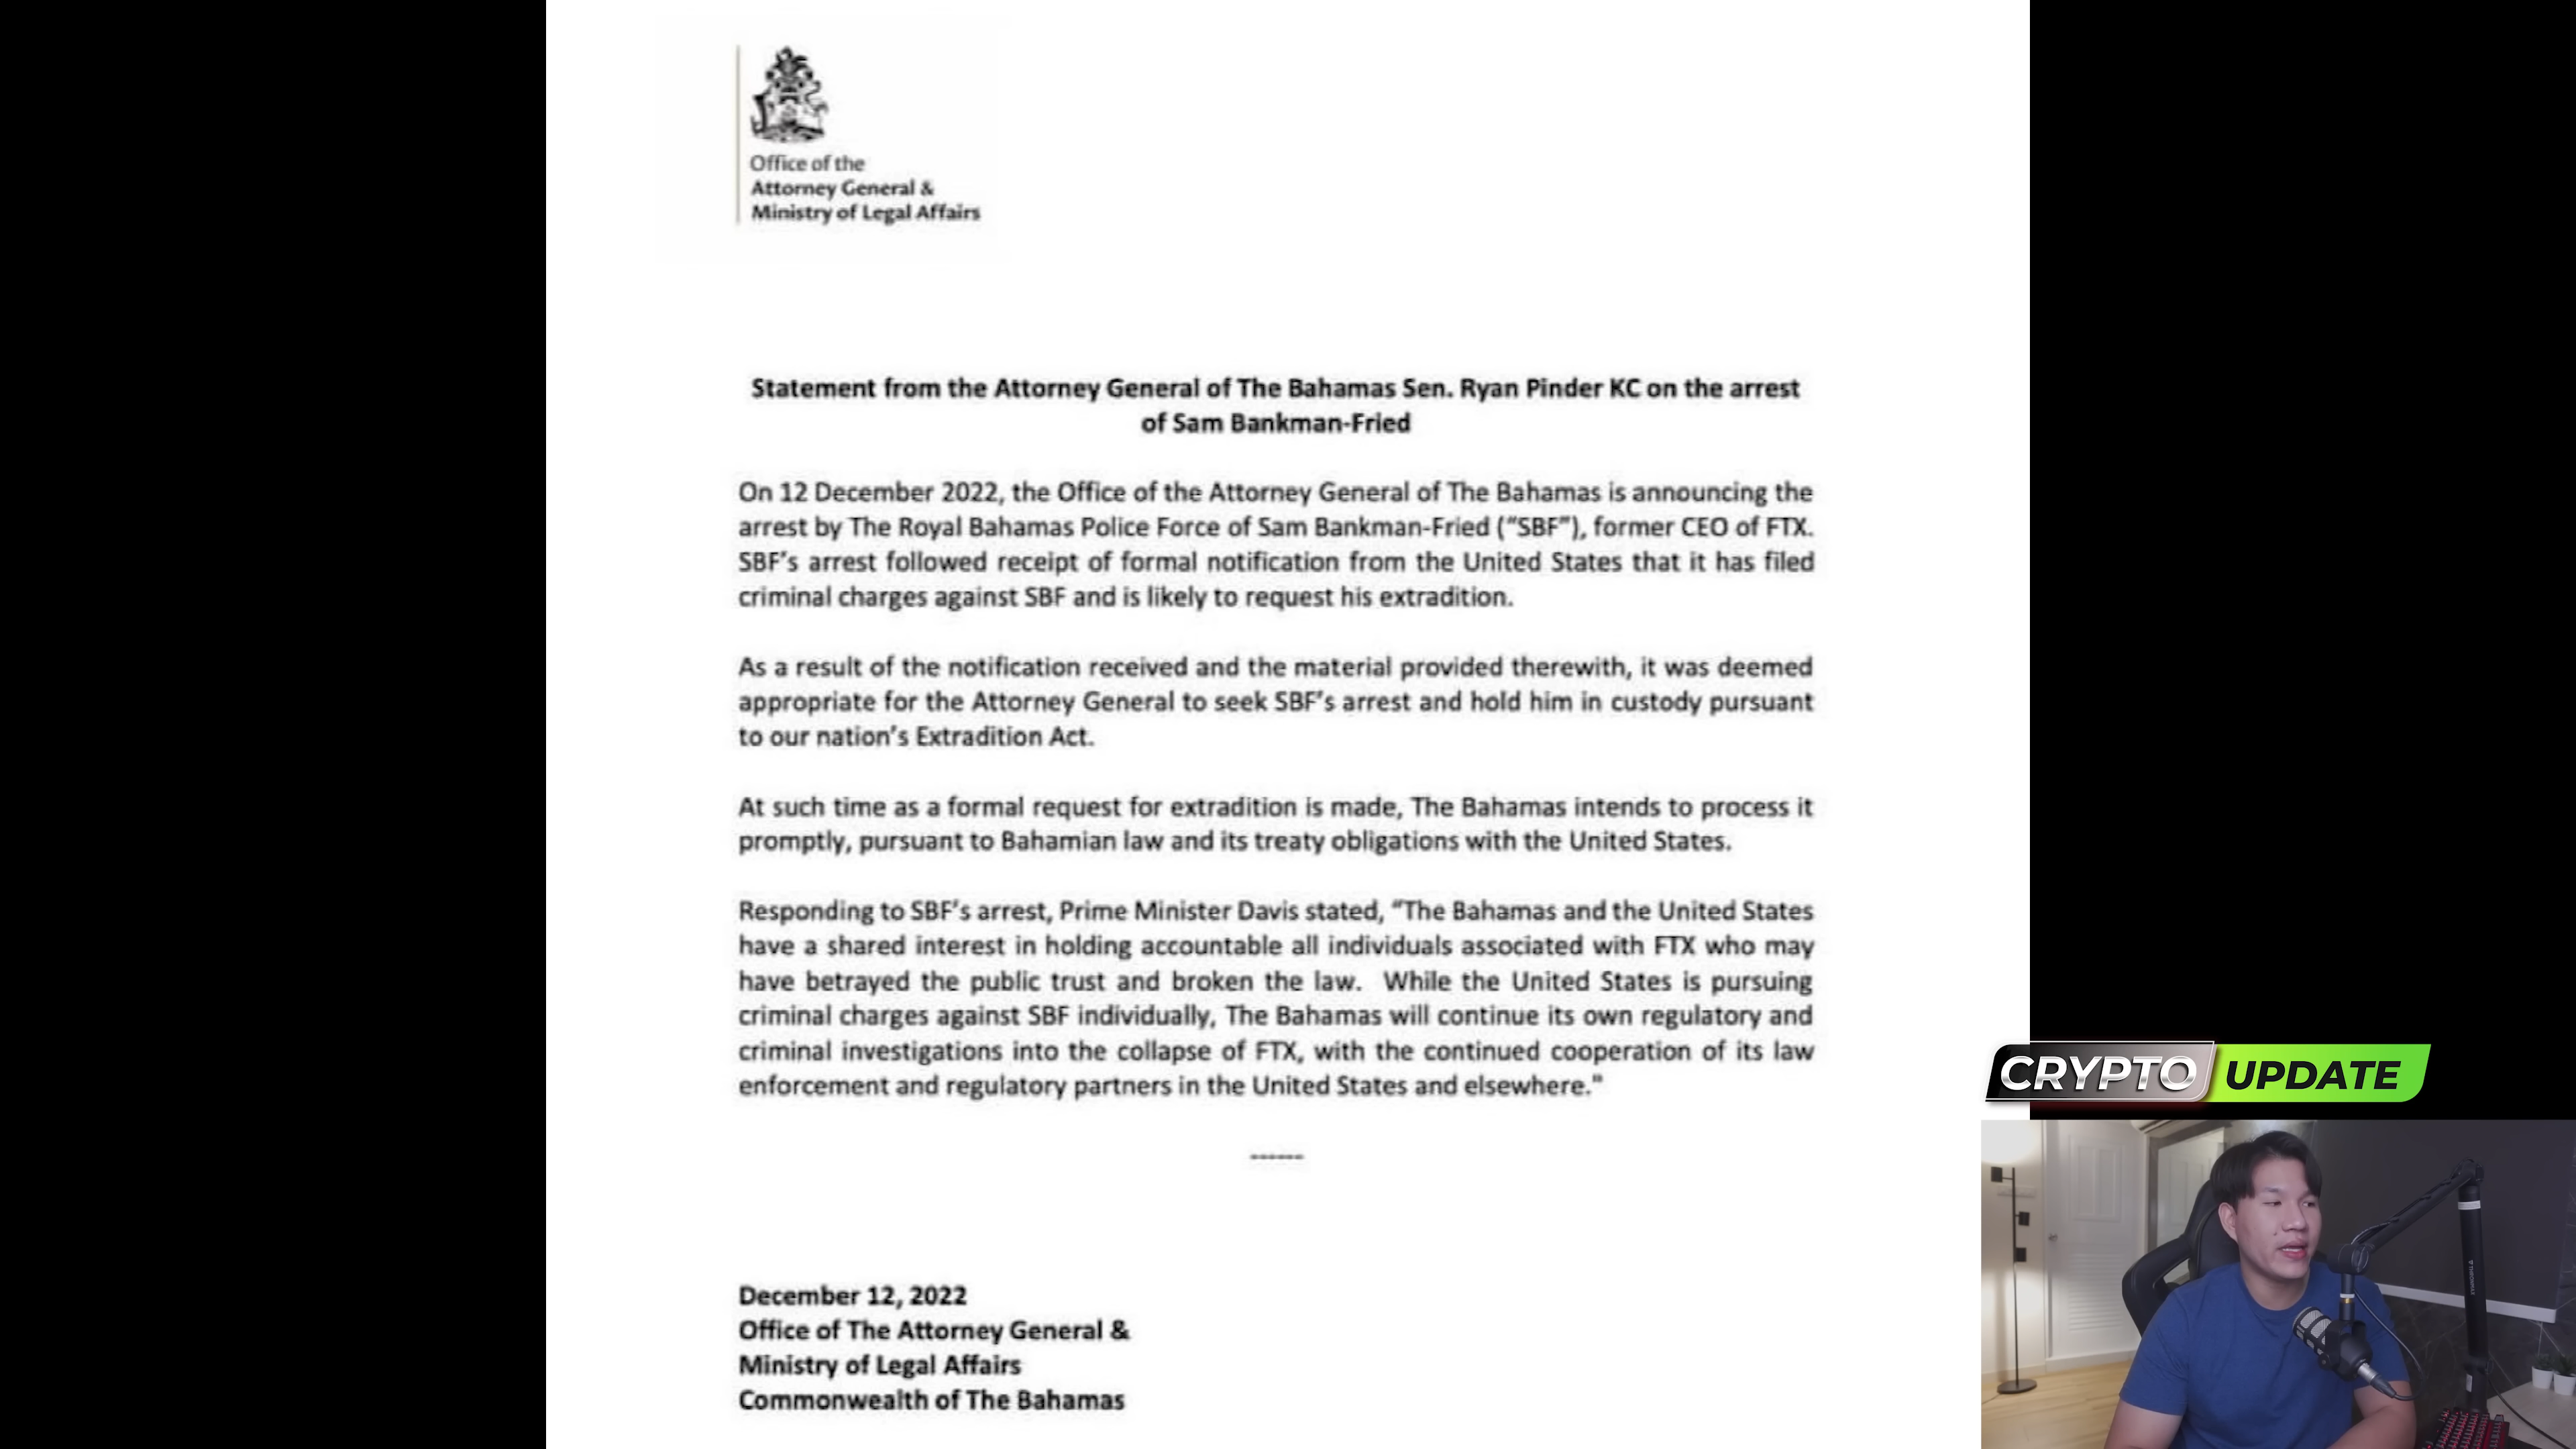 Office of the
Attorney General &
Ministry of Legal Affairs
Statement from the Attorney General of The Bahamas Sen. Ryan Pinder KC on the arrest
of Sam Bankman-Fried
On 12 December 2022, the Office of the Attorney General of The Bahamas is announcing the
arrest by The Royal Bahamas Police Force of Sam Bankman-Fried (“SBF”), former CEO of FTX.
SBF’s arrest followed receipt of formal notification from the United States that it has filed
criminal charges against SBF and is likely to request his extradition.
As a result of the notification received and the material provided therewith, it was deemed
appropriate for the Attorney General to seek SBF’s arrest and hold him in custody pursuant
to our nation’s Extradition Act.
At such time as a formal request for extradition is made, The Bahamas intends to process it
promptly, pursuant to Bahamian law and its treaty obligations with the United States.
Responding to SBF’s arrest, Prime Minister Davis stated, “The Bahamas and the United States
have a shared interest in holding accountable all individuals associated with FTX who may
have betrayed the public trust and broken the law. While the United States is pursuing
criminal charges against SBF individually, The Bahamas will continue its own regulatory and
criminal investigations into the collapse of FTX, with the continued cooperation of its law
enforcement and regulatory partners in the United States and elsewhere."
------
December 12, 2022
Office of The Attorney General &
Ministry of Legal Affairs
Commonwealth of The Bahamas
CRYPTO UPDATE